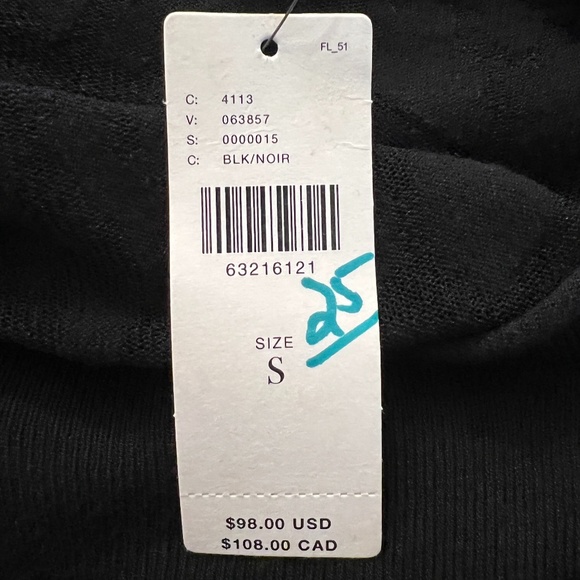 FL_51
C: 4113
V: 063857
S: 0000015
C: BLK/NOIR
63216121
25
SIZE
S
$98.00 USD
$108.00 CAD